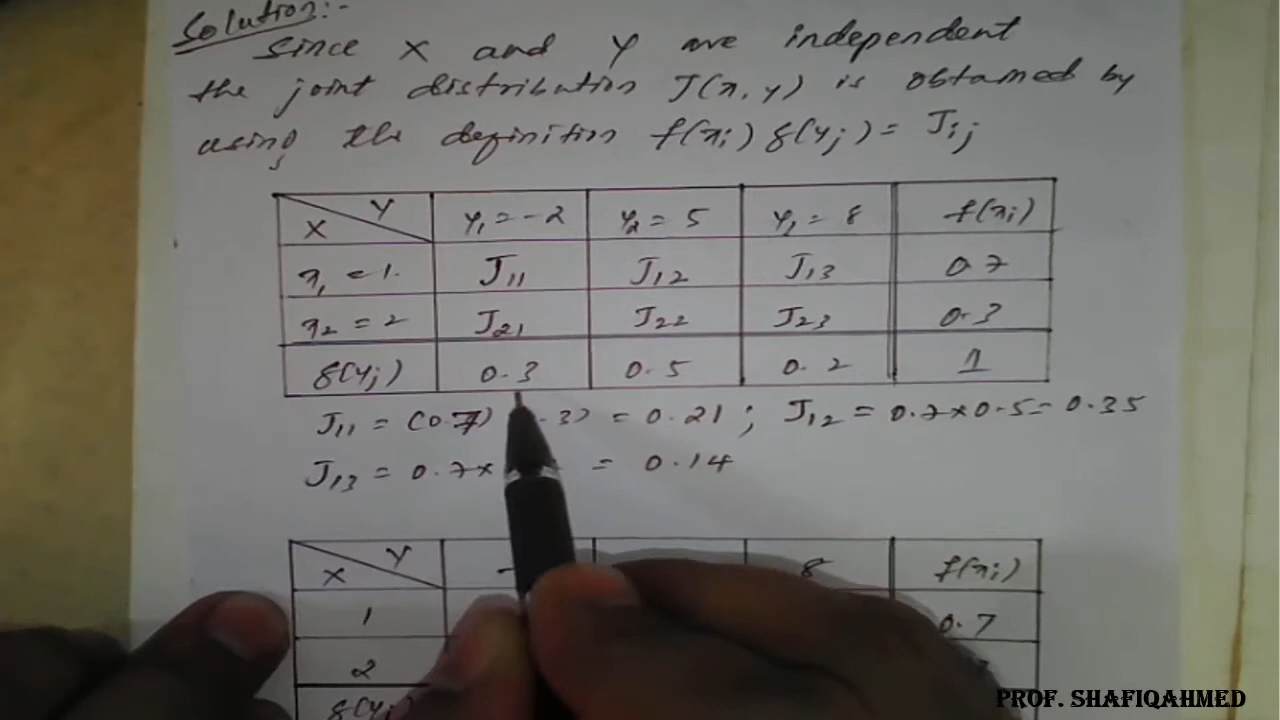 Solution:-
Since X and Y are independent
the joint distribution J(x,y) is obtained by
using the definition f(xi) g(yj) = Jij
X Y y1 = -2 y2 = 5 y3 = 8 f(xi)
x1 = 1. J11 J12 J13 0.7
x2 = 2 J21 J22 J23 0.3
g(yj) 0.3 0.5 0.2 1
J11 = (0.7) .3) = 0.21 ; J12 = 0.7 x 0.5 = 0.35
J13 = 0.7 x = 0.14
X Y - 8 f(xi)
1 0.7
2
g(yj)
PROF. SHAFIQAHMED